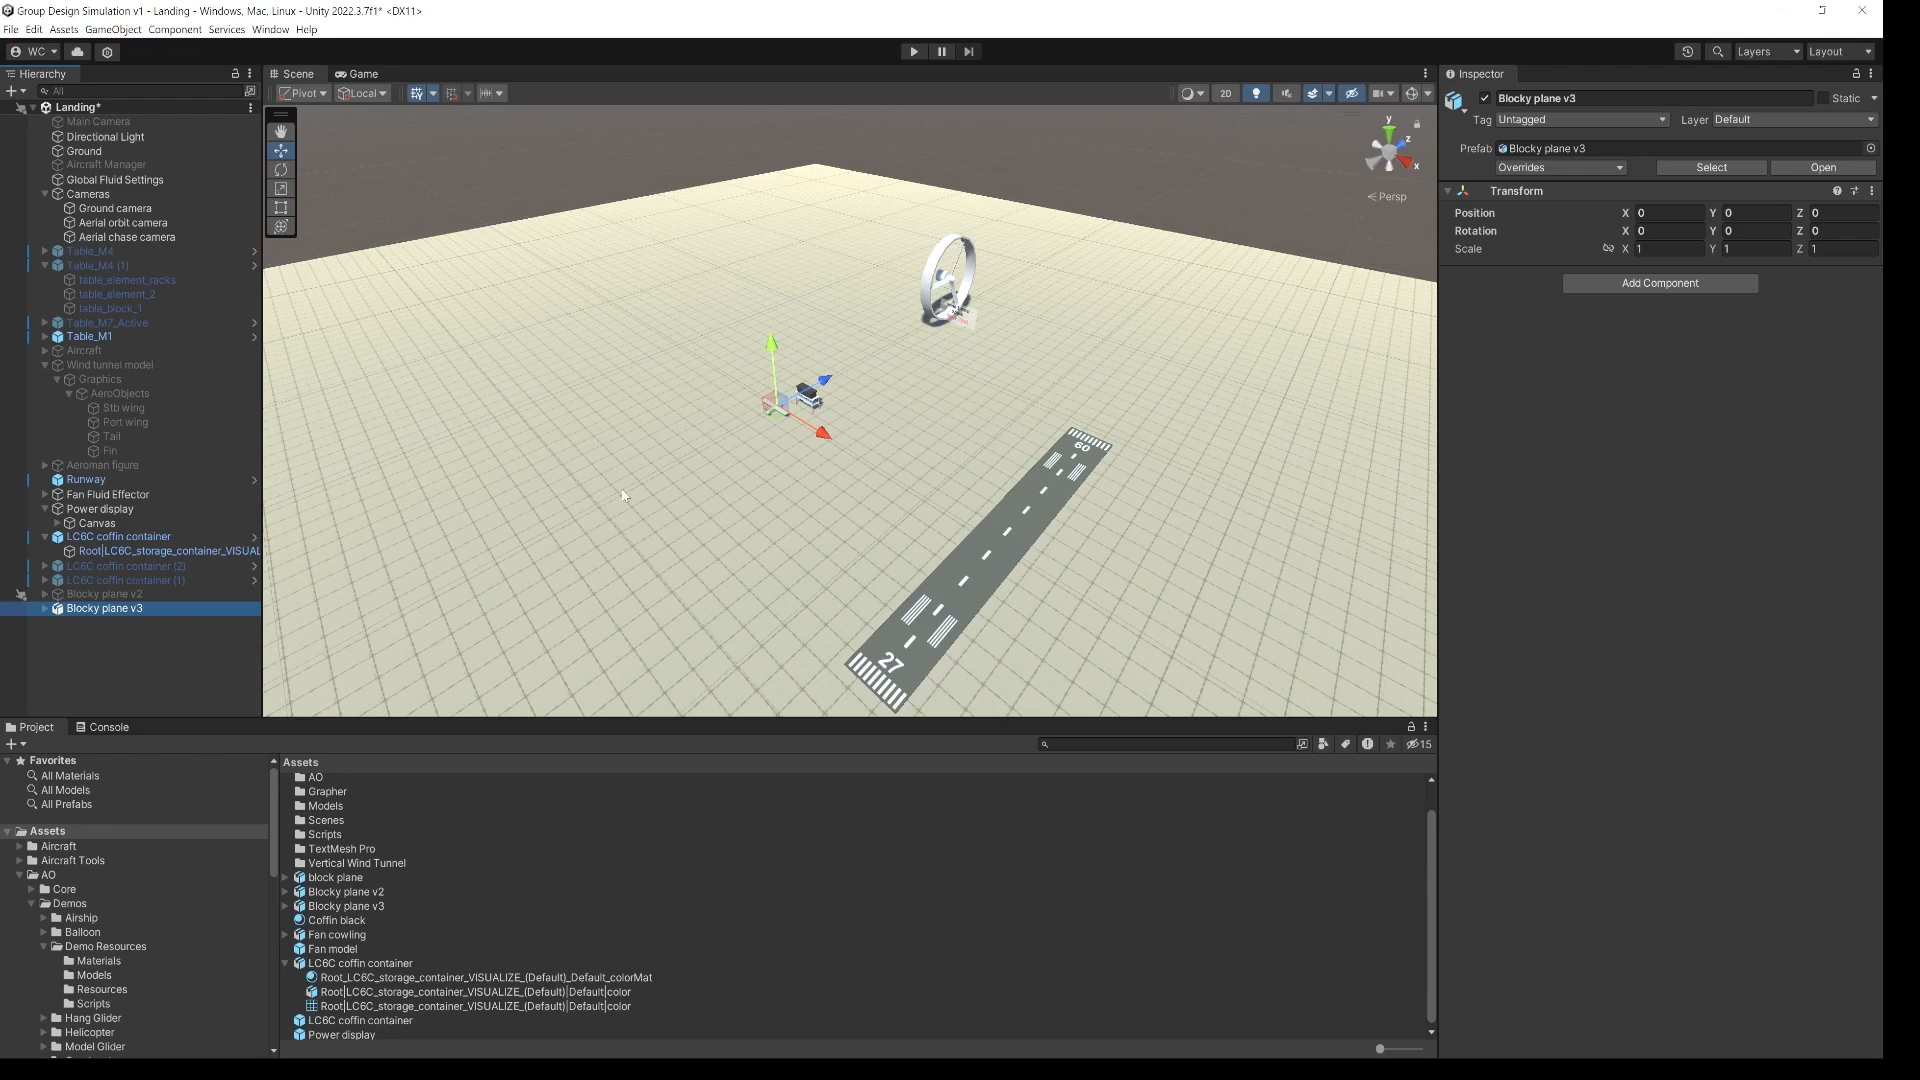 Group Design Simulation v1 - Landing - Windows, Mac, Linux - Unity 2022.3.7f1* <DX11>
File Edit Assets GameObject Component Services Window Help
WC
Layers
Layout
Hierarchy
All
Landing*
Main Camera
Directional Light
Ground
Aircraft Manager
Global Fluid Settings
Cameras
Ground camera
Aerial orbit camera
Aerial chase camera
Table_M4
Table_M4 (1)
table_element_racks
table_element_2
table_block_1
Table_M7_Active
Table_M1
Aircraft
Wind tunnel model
Graphics
AeroObjects
Stb wing
Port wing
Tail
Fin
Aeroman figure
Runway
Fan Fluid Effector
Power display
Canvas
LC6C coffin container
Root|LC6C_storage_container_VISUAL
LC6C coffin container (2)
LC6C coffin container (1)
Blocky plane v2
Blocky plane v3
Scene Game
Pivot Local
2D
y
z
x
Persp
60
27
Inspector
Blocky plane v3 Static
Tag Untagged Layer Default
Prefab Blocky plane v3
Overrides Select Open
Transform
Position X 0 Y 0 Z 0
Rotation X 0 Y 0 Z 0
Scale X 1 Y 1 Z 1
Add Component
Project Console
15
Favorites
All Materials
All Models
All Prefabs
Assets
Aircraft
Aircraft Tools
AO
Core
Demos
Airship
Balloon
Demo Resources
Materials
Models
Resources
Scripts
Hang Glider
Helicopter
Model Glider
Assets
AO
Grapher
Models
Scenes
Scripts
TextMesh Pro
Vertical Wind Tunnel
block plane
Blocky plane v2
Blocky plane v3
Coffin black
Fan cowling
Fan model
LC6C coffin container
Root_LC6C_storage_container_VISUALIZE_(Default)_Default_colorMat
Root|LC6C_storage_container_VISUALIZE_(Default)|Default|color
Root|LC6C_storage_container_VISUALIZE_(Default)|Default|color
LC6C coffin container
Power display